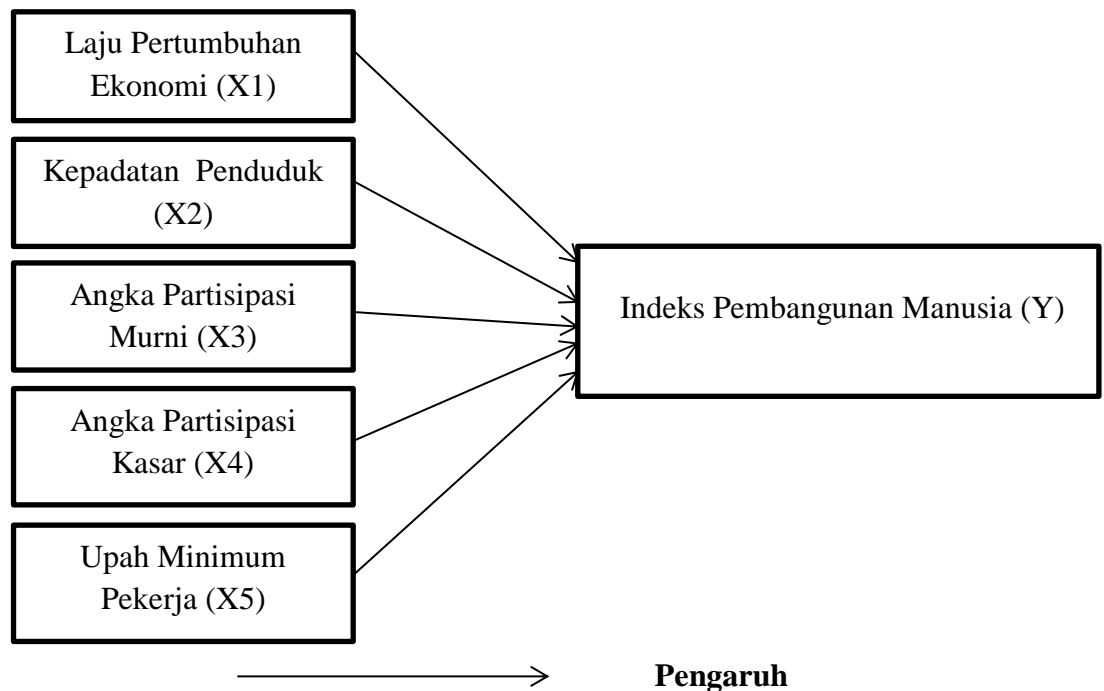 Laju Pertumbuhan
Ekonomi (X1)
Kepadatan Penduduk
(X2)
Angka Partisipasi
Murni (X3)
Angka Partisipasi
Kasar (X4)
Upah Minimum
Pekerja (X5)
Indeks Pembangunan Manusia (Y)
Pengaruh